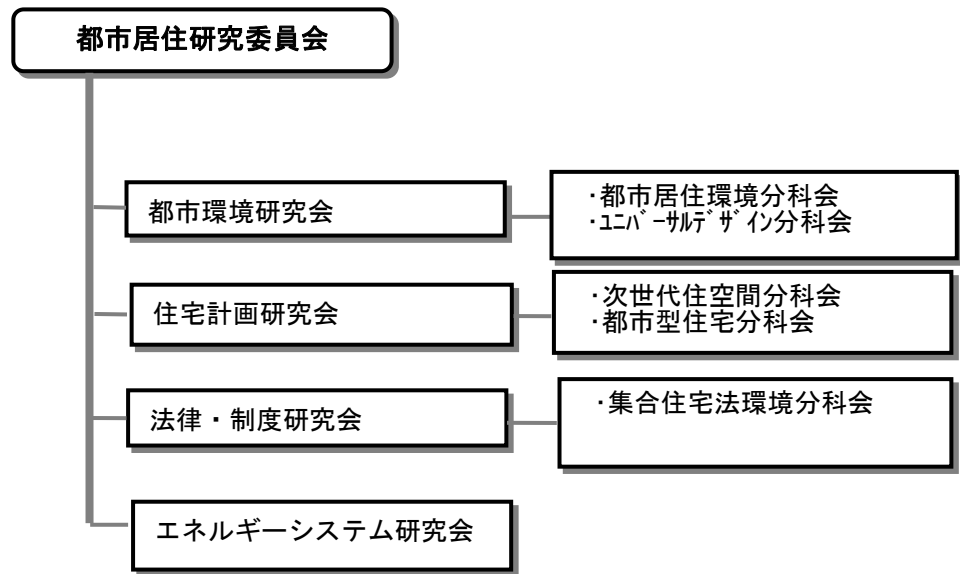 都市居住研究委員会
都市環境研究会
・都市居住環境分科会
・ﾕﾆﾊﾞｰｻﾙﾃﾞｻﾞｲﾝ分科会
住宅計画研究会
・次世代住空間分科会
・都市型住宅分科会
法律・制度研究会
・集合住宅法環境分科会
エネルギーシステム研究会